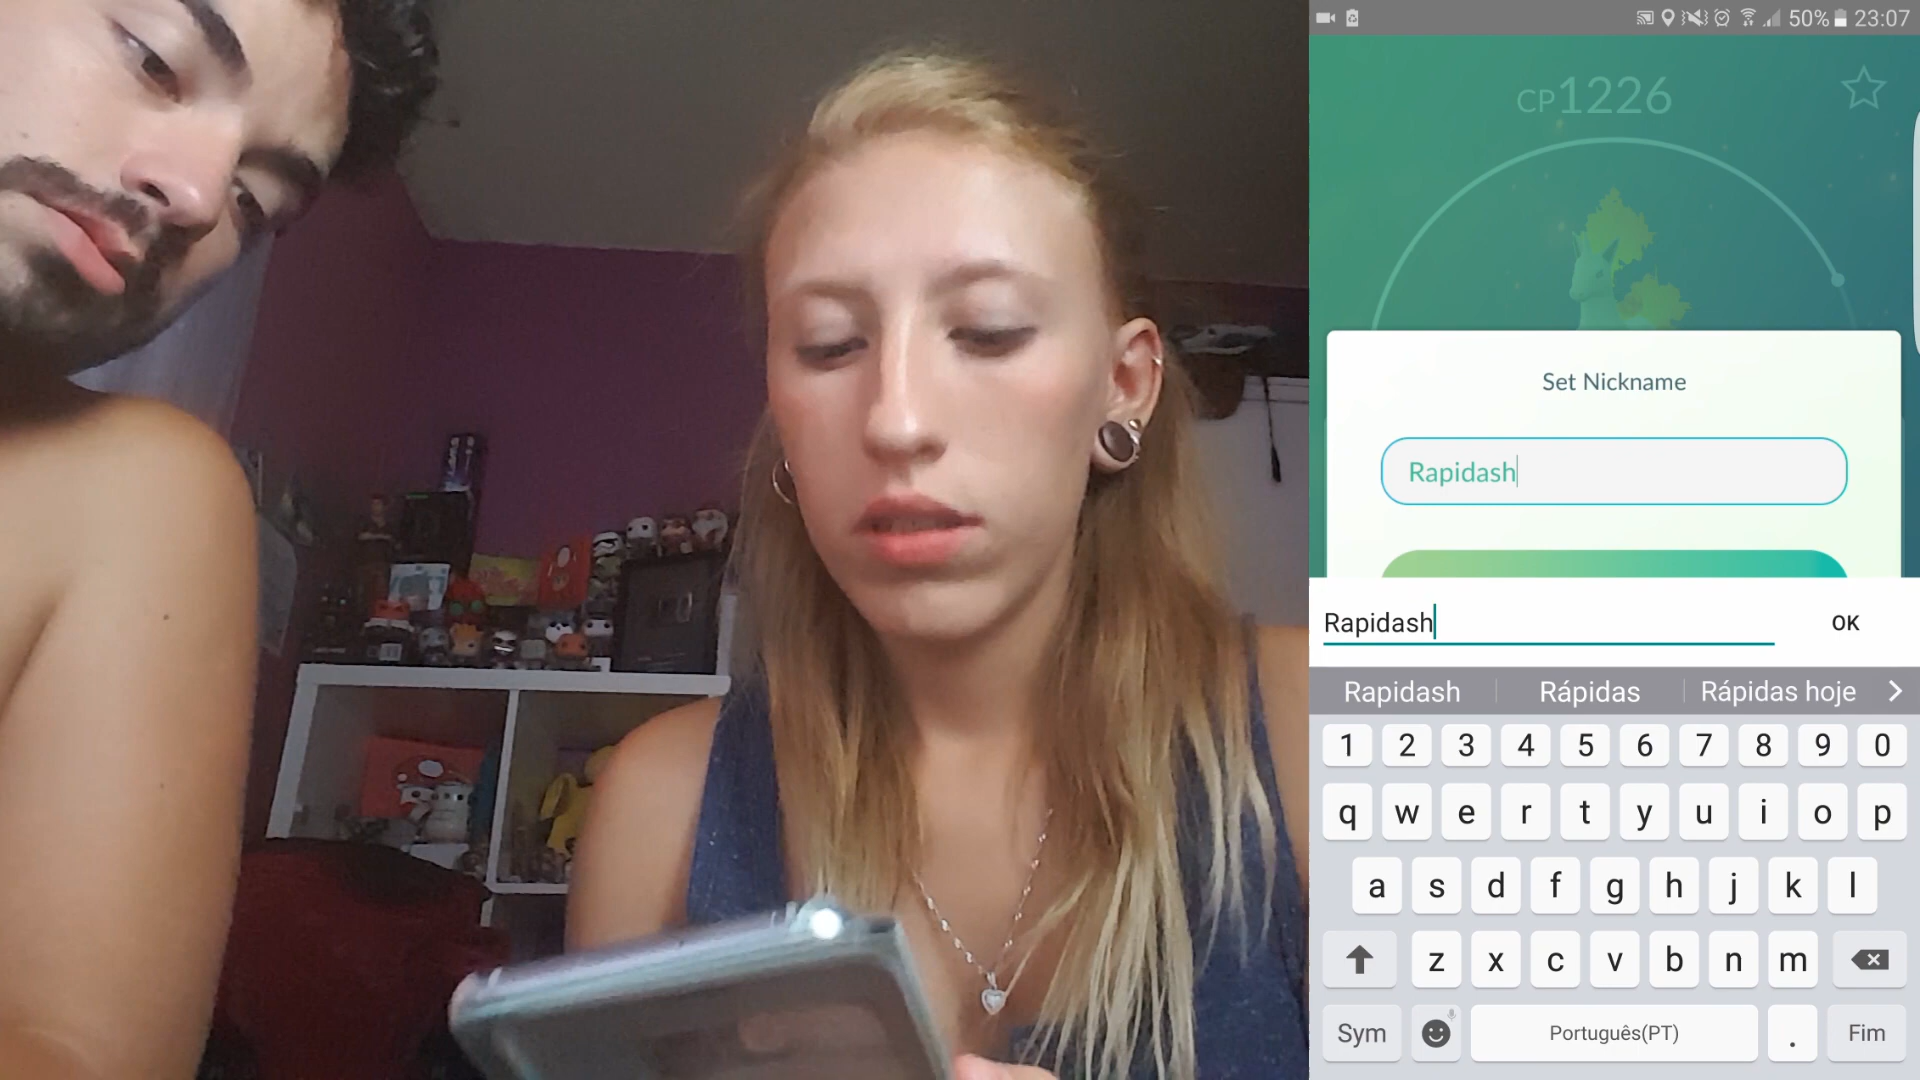 50% 23:07
CP1226
Set Nickname
Rapidash
Rapidash OK
Rapidash Rápidas Rápidas hoje
1 2 3 4 5 6 7 8 9 0
q w e r t y u i o p
a s d f g h j k l
z x c v b n m
Sym Português(PT) . Fim